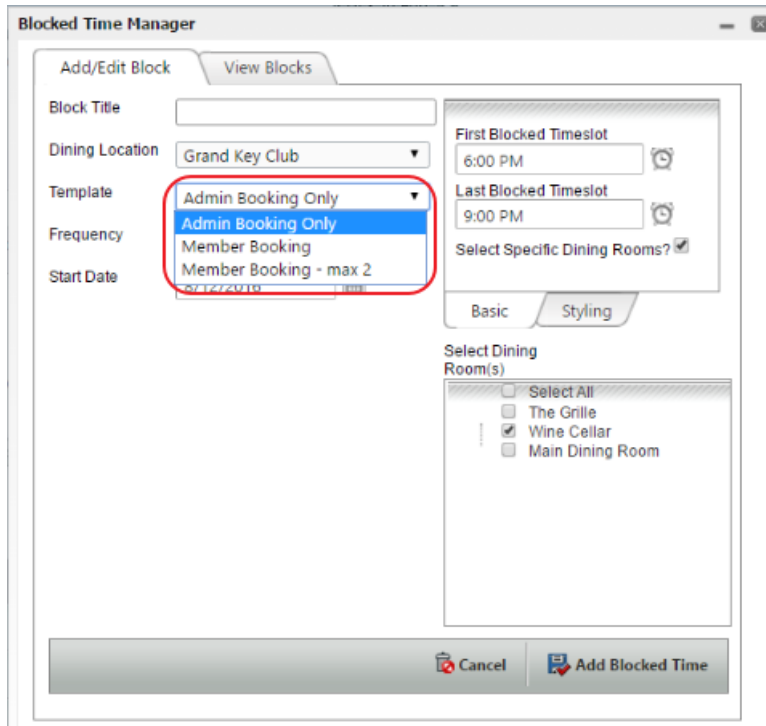 Blocked Time Manager
Add/Edit Block
View Blocks
Block Title
Dining Location
Grand Key Club
Template
Admin Booking Only
Admin Booking Only
Member Booking
Member Booking - max 2
Frequency
Start Date
8/12/2016
First Blocked Timeslot
6:00 PM
Last Blocked Timeslot
9:00 PM
Select Specific Dining Rooms?
Basic
Styling
Select Dining
Room(s)
Select All
The Grille
Wine Cellar
Main Dining Room
Cancel
Add Blocked Time